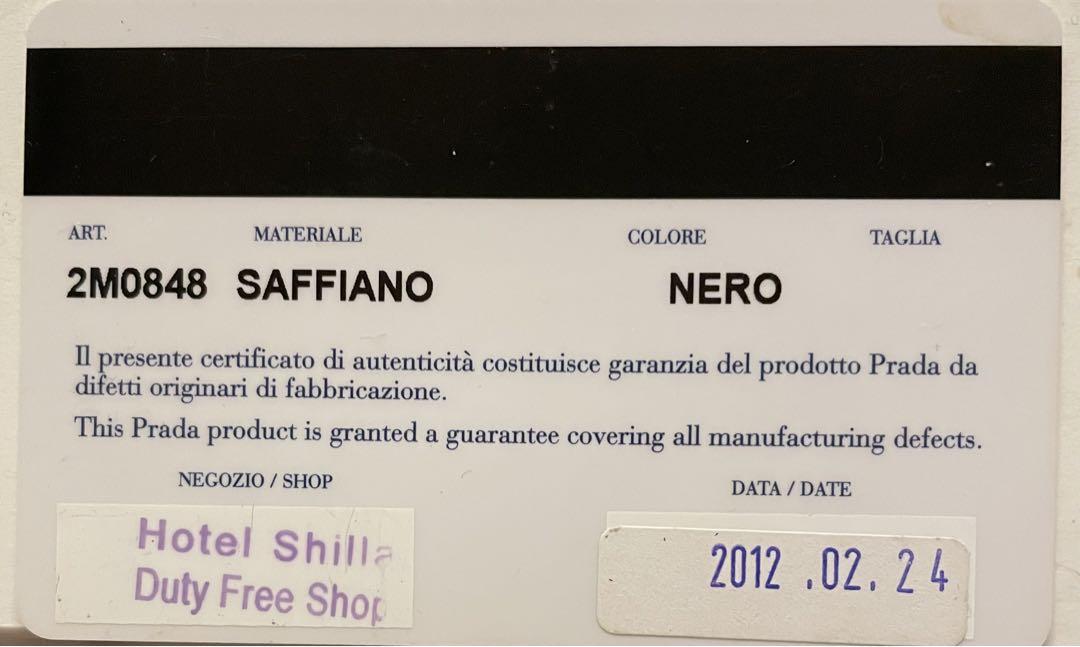 ART. MATERIALE COLORE TAGLIA
2M0848 SAFFIANO NERO
Il presente certificato di autenticità costituisce garanzia del prodotto Prada da
difetti originari di fabbricazione.
This Prada product is granted a guarantee covering all manufacturing defects.
NEGOZIO / SHOP DATA / DATE
Hotel Shilla
Duty Free Shop
2012 .02. 24